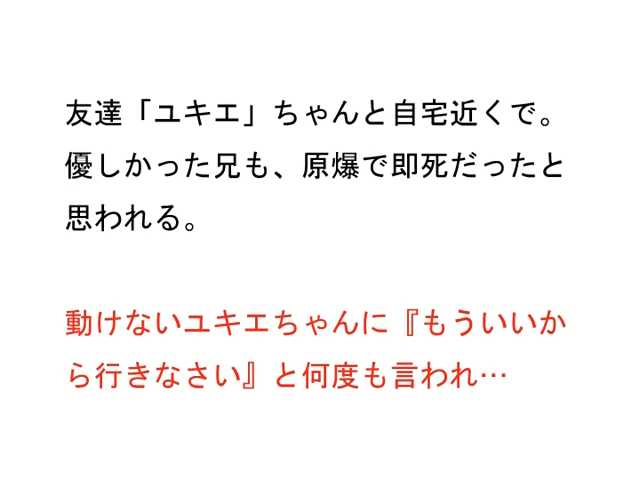 友達「ユキエ」ちゃんと自宅近くで。
優しかった兄も、原爆で即死だったと
思われる。
動けないユキエちゃんに『もういいか
ら行きなさい』と何度も言われ…